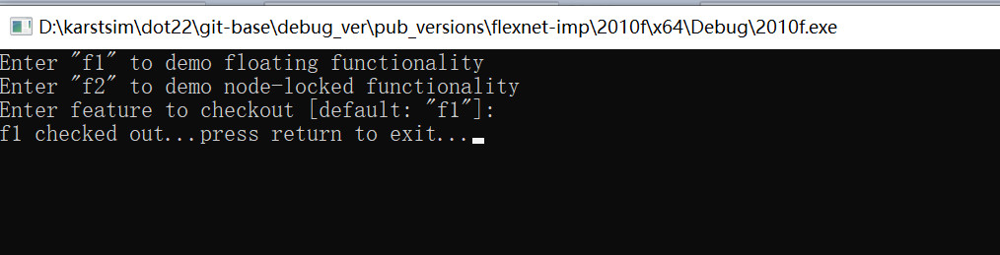 D:\karstsim\dot22\git-base\debug_ver\pub_versions\flexnet-imp\2010f\x64\Debug\2010f.exe
Enter "f1" to demo floating functionality
Enter "f2" to demo node-locked functionality
Enter feature to checkout [default: "f1"]:
f1 checked out...press return to exit...